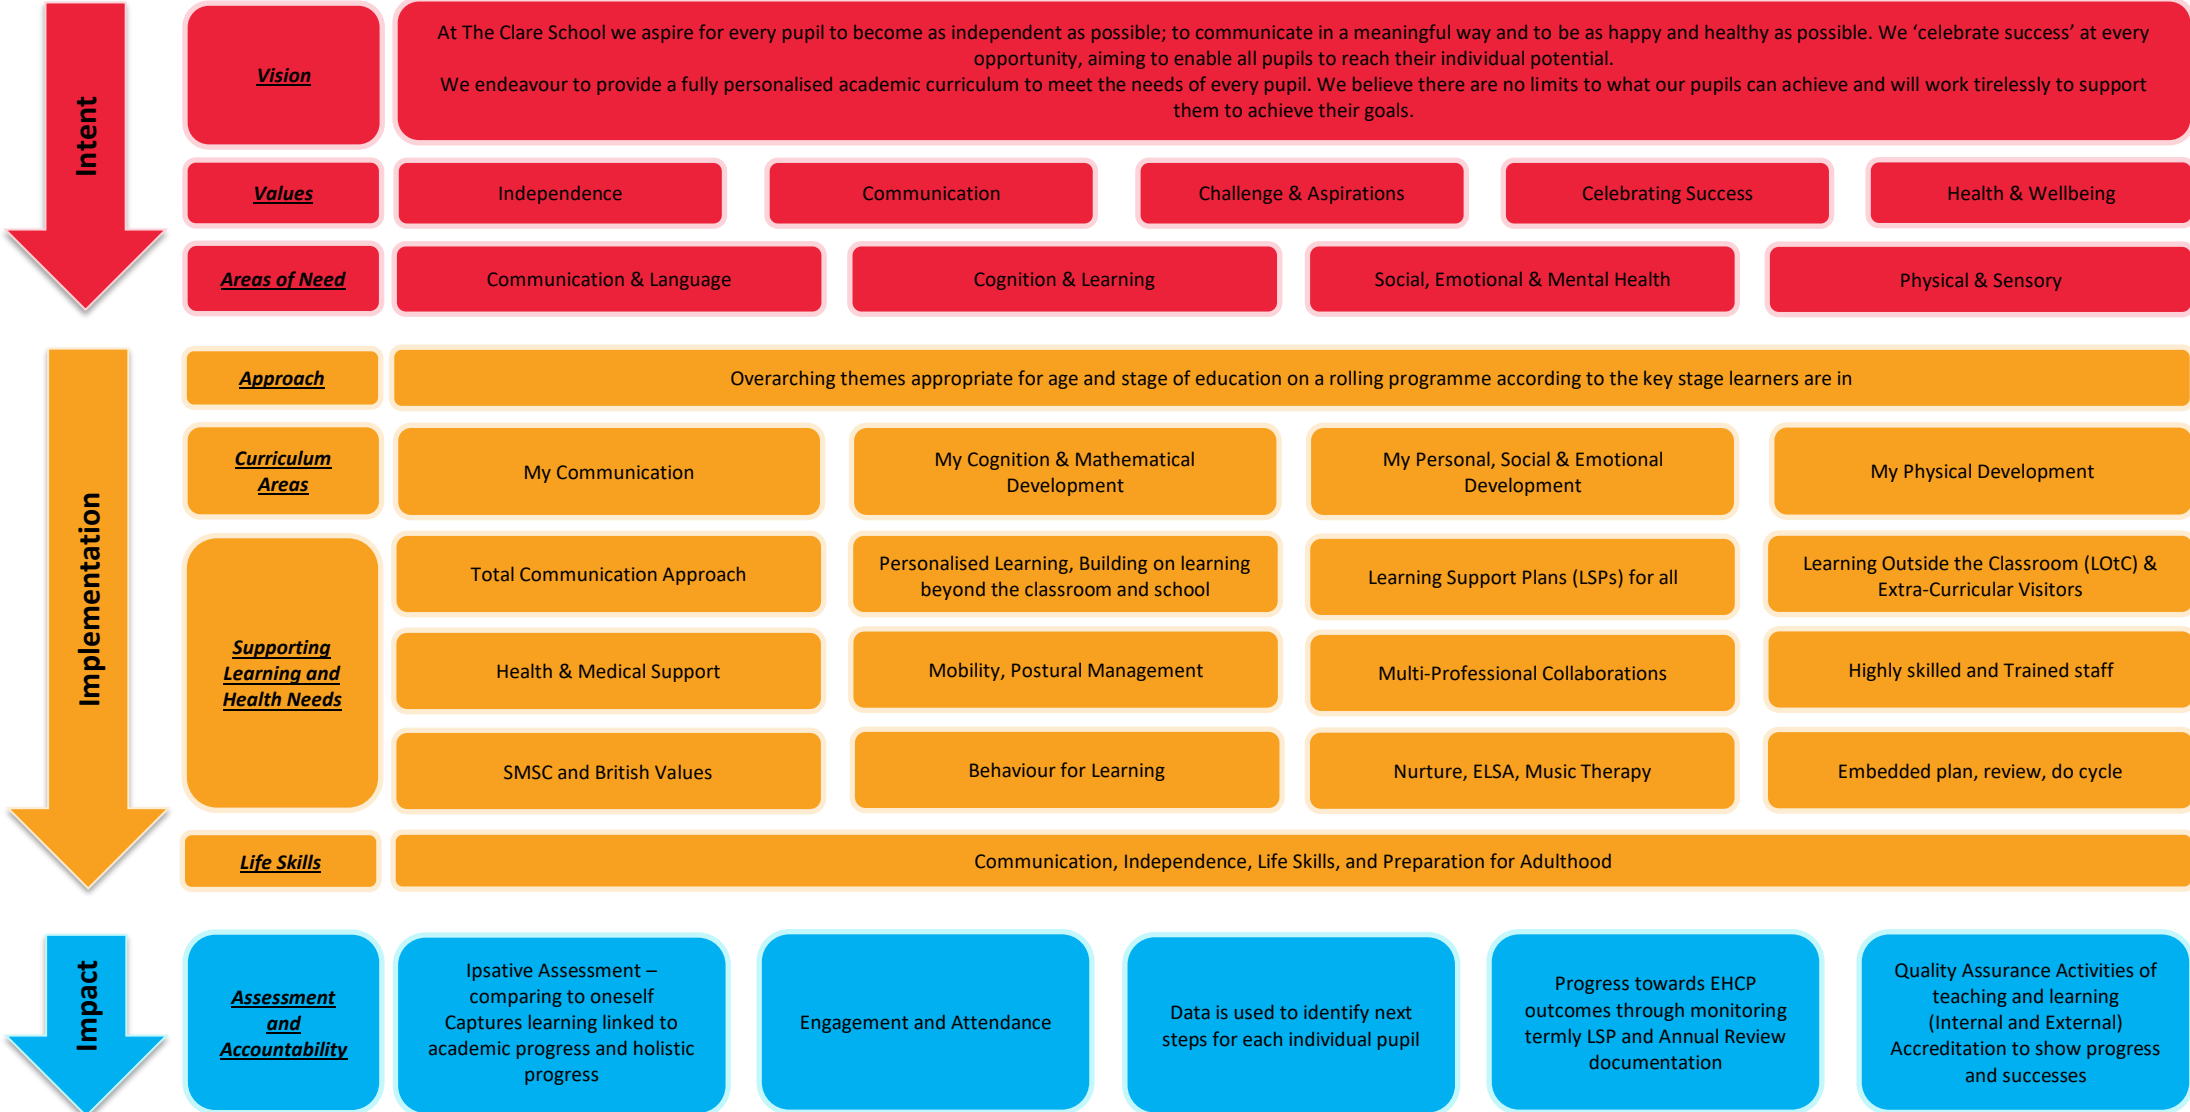 Intent
Vision
At The Clare School we aspire for every pupil to become as independent as possible; to communicate in a meaningful way and to be as happy and healthy as possible. We ‘celebrate success’ at every
opportunity, aiming to enable all pupils to reach their individual potential.
We endeavour to provide a fully personalised academic curriculum to meet the needs of every pupil. We believe there are no limits to what our pupils can achieve and will work tirelessly to support
them to achieve their goals.
Values
Independence
Communication
Challenge & Aspirations
Celebrating Success
Health & Wellbeing
Areas of Need
Communication & Language
Cognition & Learning
Social, Emotional & Mental Health
Physical & Sensory
Implementation
Approach
Overarching themes appropriate for age and stage of education on a rolling programme according to the key stage learners are in
Curriculum
Areas
My Communication
My Cognition & Mathematical
Development
My Personal, Social & Emotional
Development
My Physical Development
Supporting
Learning and
Health Needs
Total Communication Approach
Personalised Learning, Building on learning
beyond the classroom and school
Learning Support Plans (LSPs) for all
Learning Outside the Classroom (LOtC) &
Extra-Curricular Visitors
Health & Medical Support
Mobility, Postural Management
Multi-Professional Collaborations
Highly skilled and Trained staff
SMSC and British Values
Behaviour for Learning
Nurture, ELSA, Music Therapy
Embedded plan, review, do cycle
Life Skills
Communication, Independence, Life Skills, and Preparation for Adulthood
Impact
Assessment
and
Accountability
Ipsative Assessment –
comparing to oneself
Captures learning linked to
academic progress and holistic
progress
Engagement and Attendance
Data is used to identify next
steps for each individual pupil
Progress towards EHCP
outcomes through monitoring
termly LSP and Annual Review
documentation
Quality Assurance Activities of
teaching and learning
(Internal and External)
Accreditation to show progress
and successes